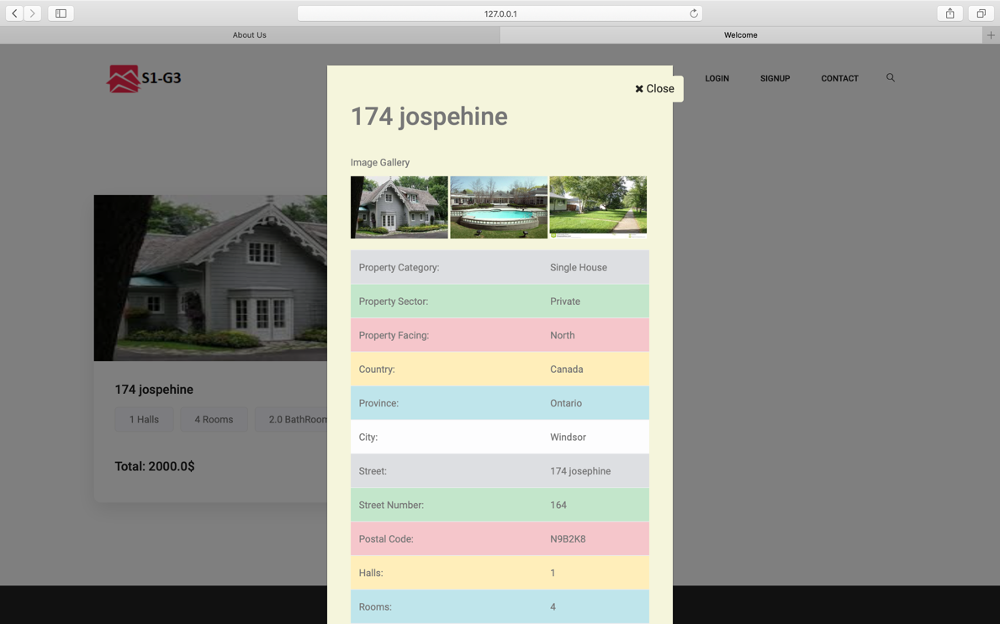 127.0.0.1
About Us
Welcome
S1-G3
LOGIN
SIGNUP
CONTACT
✖ Close
174 jospehine
Image Gallery
Property Category: Single House
Property Sector: Private
Property Facing: North
Country: Canada
Province: Ontario
City: Windsor
Street: 174 josephine
Street Number: 164
Postal Code: N9B2K8
Halls: 1
Rooms: 4
174 jospehine
1 Halls
4 Rooms
2.0 BathRoom
Total: 2000.0$